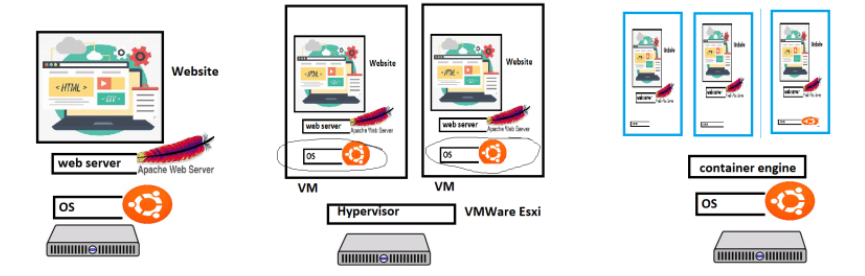 Website
<HTML>
web server
Apache Web Server
OS
Website
<HTML>
web server
Apache Web Server
OS
VM
Website
<HTML>
web server
Apache Web Server
OS
VM
Hypervisor
VMWare Esxi
Website
Website
Website
web server
web server
web server
container engine
OS